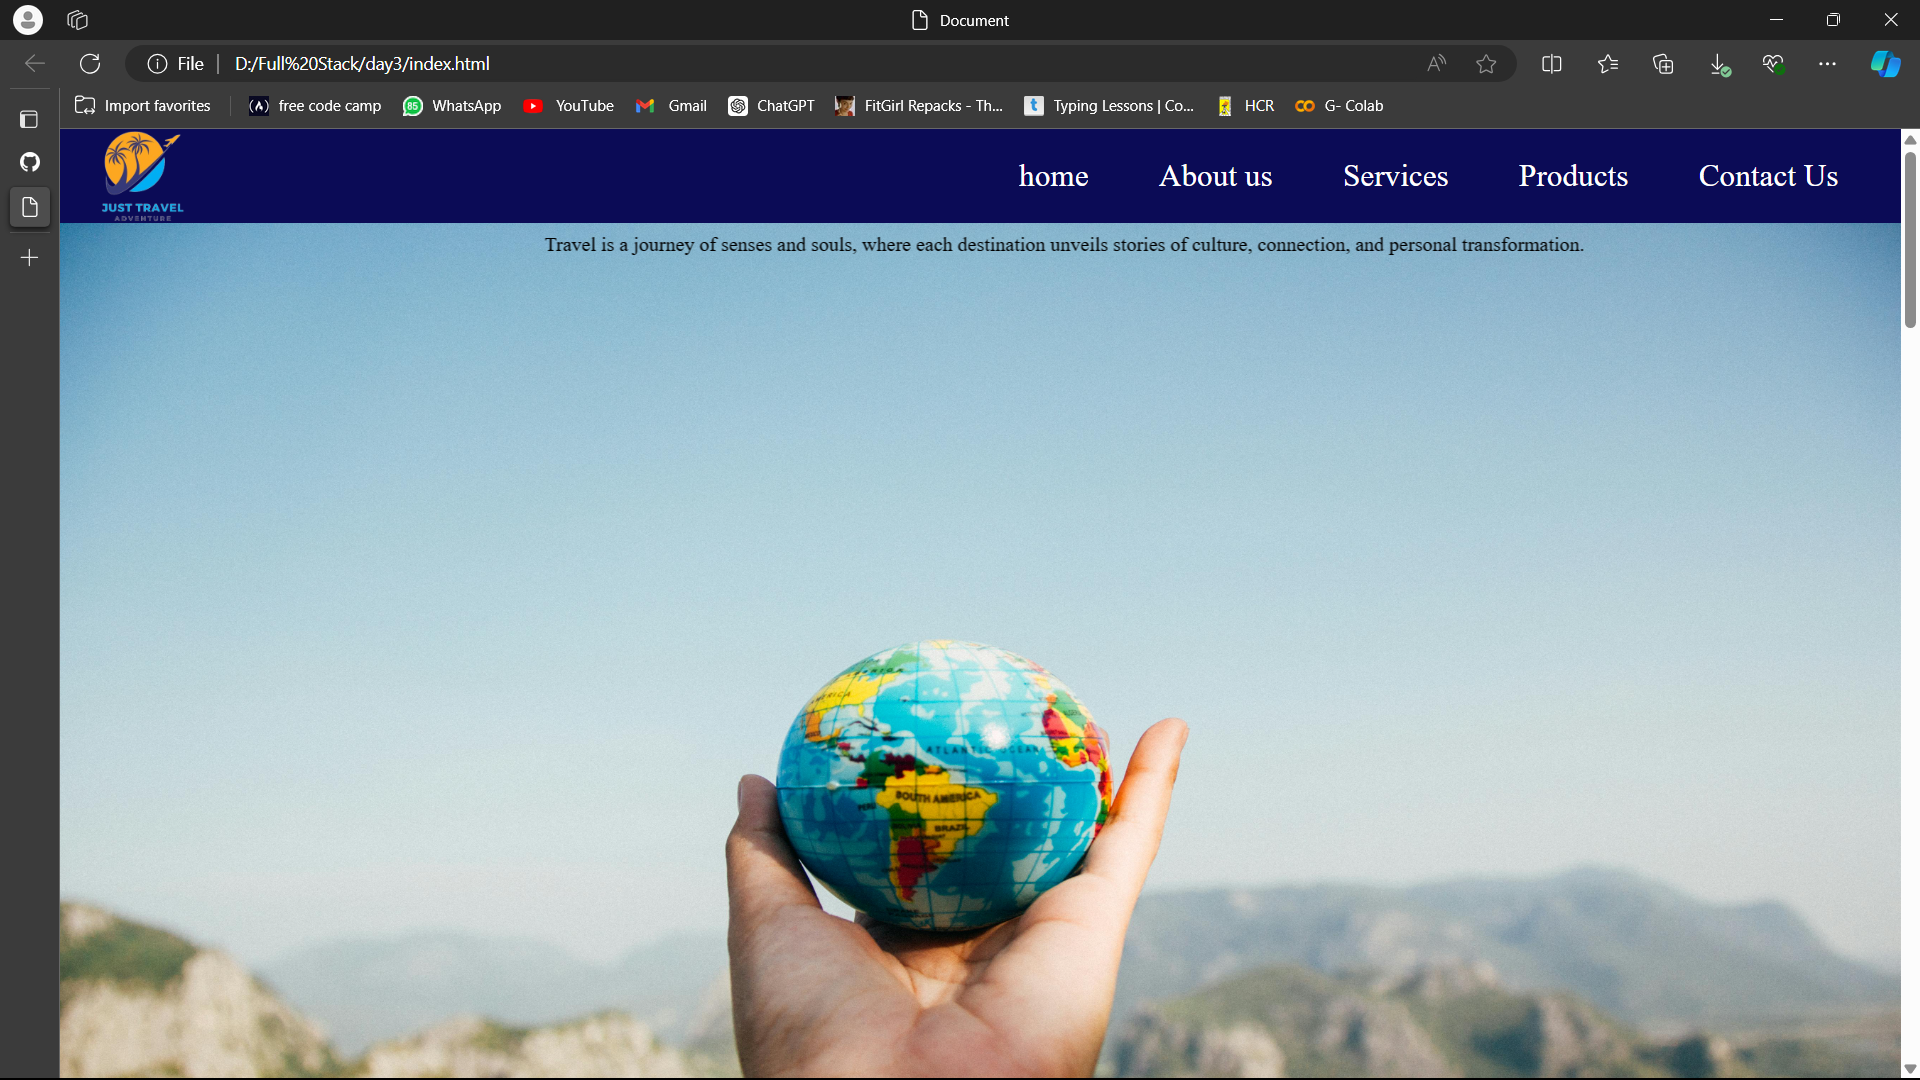 Document
File D:/Full%20Stack/day3/index.html
Import favorites free code camp WhatsApp YouTube Gmail ChatGPT FitGirl Repacks - Th... Typing Lessons | Co... HCR G- Colab
JUST TRAVEL
ADVENTURE
home About us Services Products Contact Us
Travel is a journey of senses and souls, where each destination unveils stories of culture, connection, and personal transformation.
ATLANTIC OCEAN
SOUTH AMERICA
BRAZIL